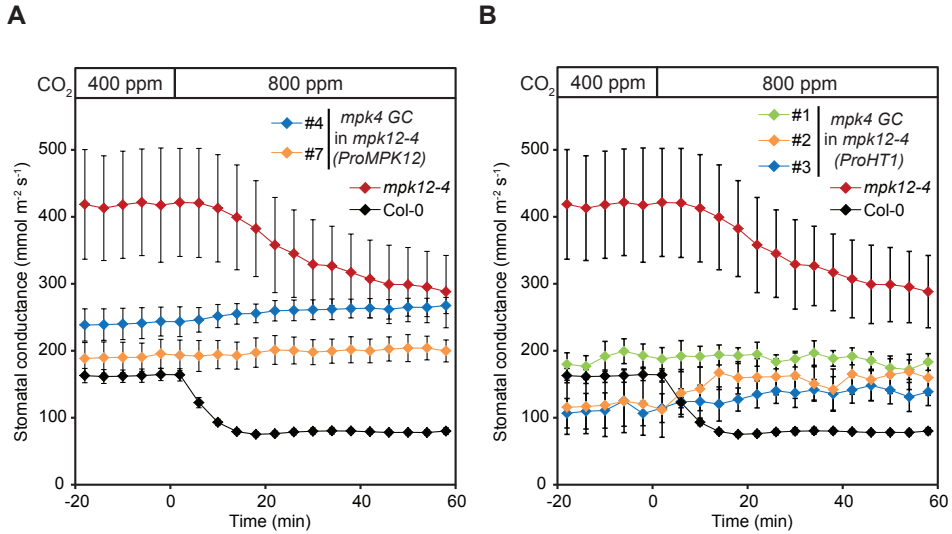 A
CO2 400 ppm 800 ppm
#4 mpk4 GC
in mpk12-4
#7 (ProMPK12)
mpk12-4
Col-0
Stomatal conductance (mmol m-2 s-1)
500
400
300
200
100
0
-20 0 20 40 60
Time (min)
B
CO2 400 ppm 800 ppm
#1 mpk4 GC
#2 in mpk12-4
#3 (ProHT1)
mpk12-4
Col-0
Stomatal conductance (mmol m-2 s-1)
500
400
300
200
100
0
-20 0 20 40 60
Time (min)